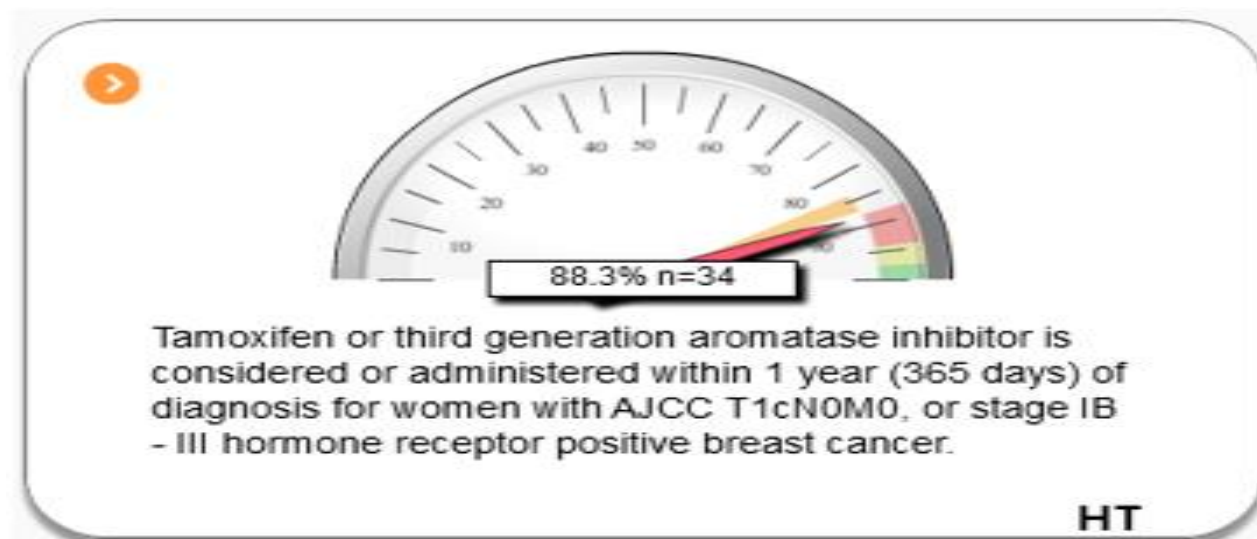 40 50 60
30 70
20 80
10 90
88.3% n=34
Tamoxifen or third generation aromatase inhibitor is
considered or administered within 1 year (365 days) of
diagnosis for women with AJCC T1cN0M0, or stage IB
- III hormone receptor positive breast cancer.
HT